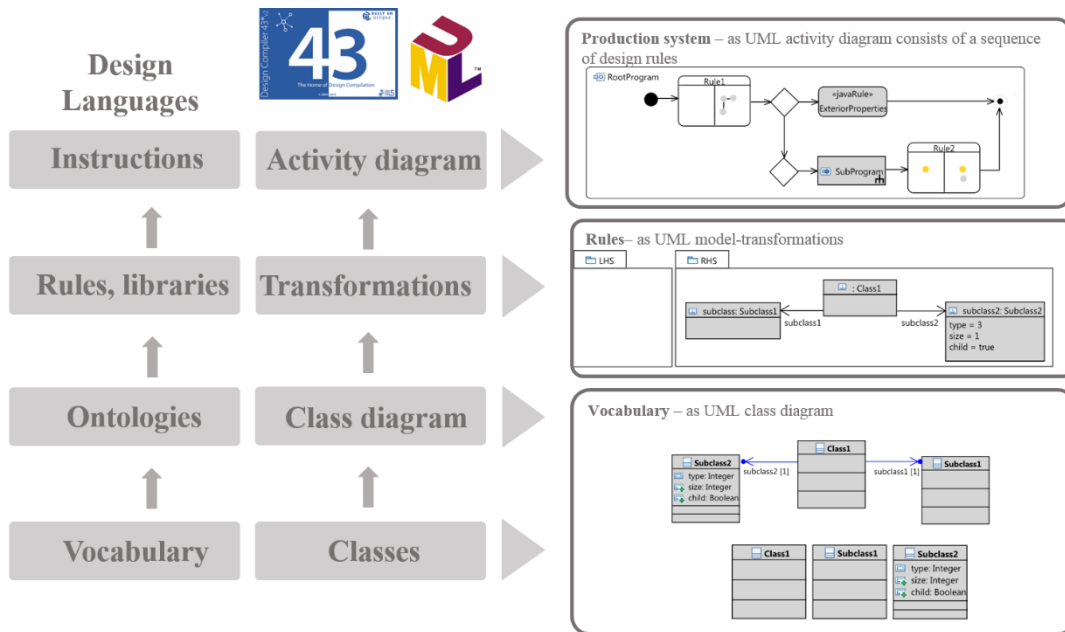 Design
Languages
Instructions
Rules, libraries
Ontologies
Vocabulary
Design Compiler 43
BUILT ON
eclipse
43
The Home of Design Compilation
UML
TM
Activity diagram
Transformations
Class diagram
Classes
Production system – as UML activity diagram consists of a sequence
of design rules
RootProgram
Rule1
«javaRule»
ExteriorProperties
SubProgram
Rule2
Rules– as UML model-transformations
LHS
RHS
: Class1
subclass: Subclass1
subclass1
subclass2
subclass2: Subclass2
type = 3
size = 1
child = true
Vocabulary – as UML class diagram
Subclass2
type: Integer
size: Integer
child: Boolean
subclass2 [1]
Class1
subclass1 [1]
Subclass1
Class1
Subclass1
Subclass2
type: Integer
size: Integer
child: Boolean